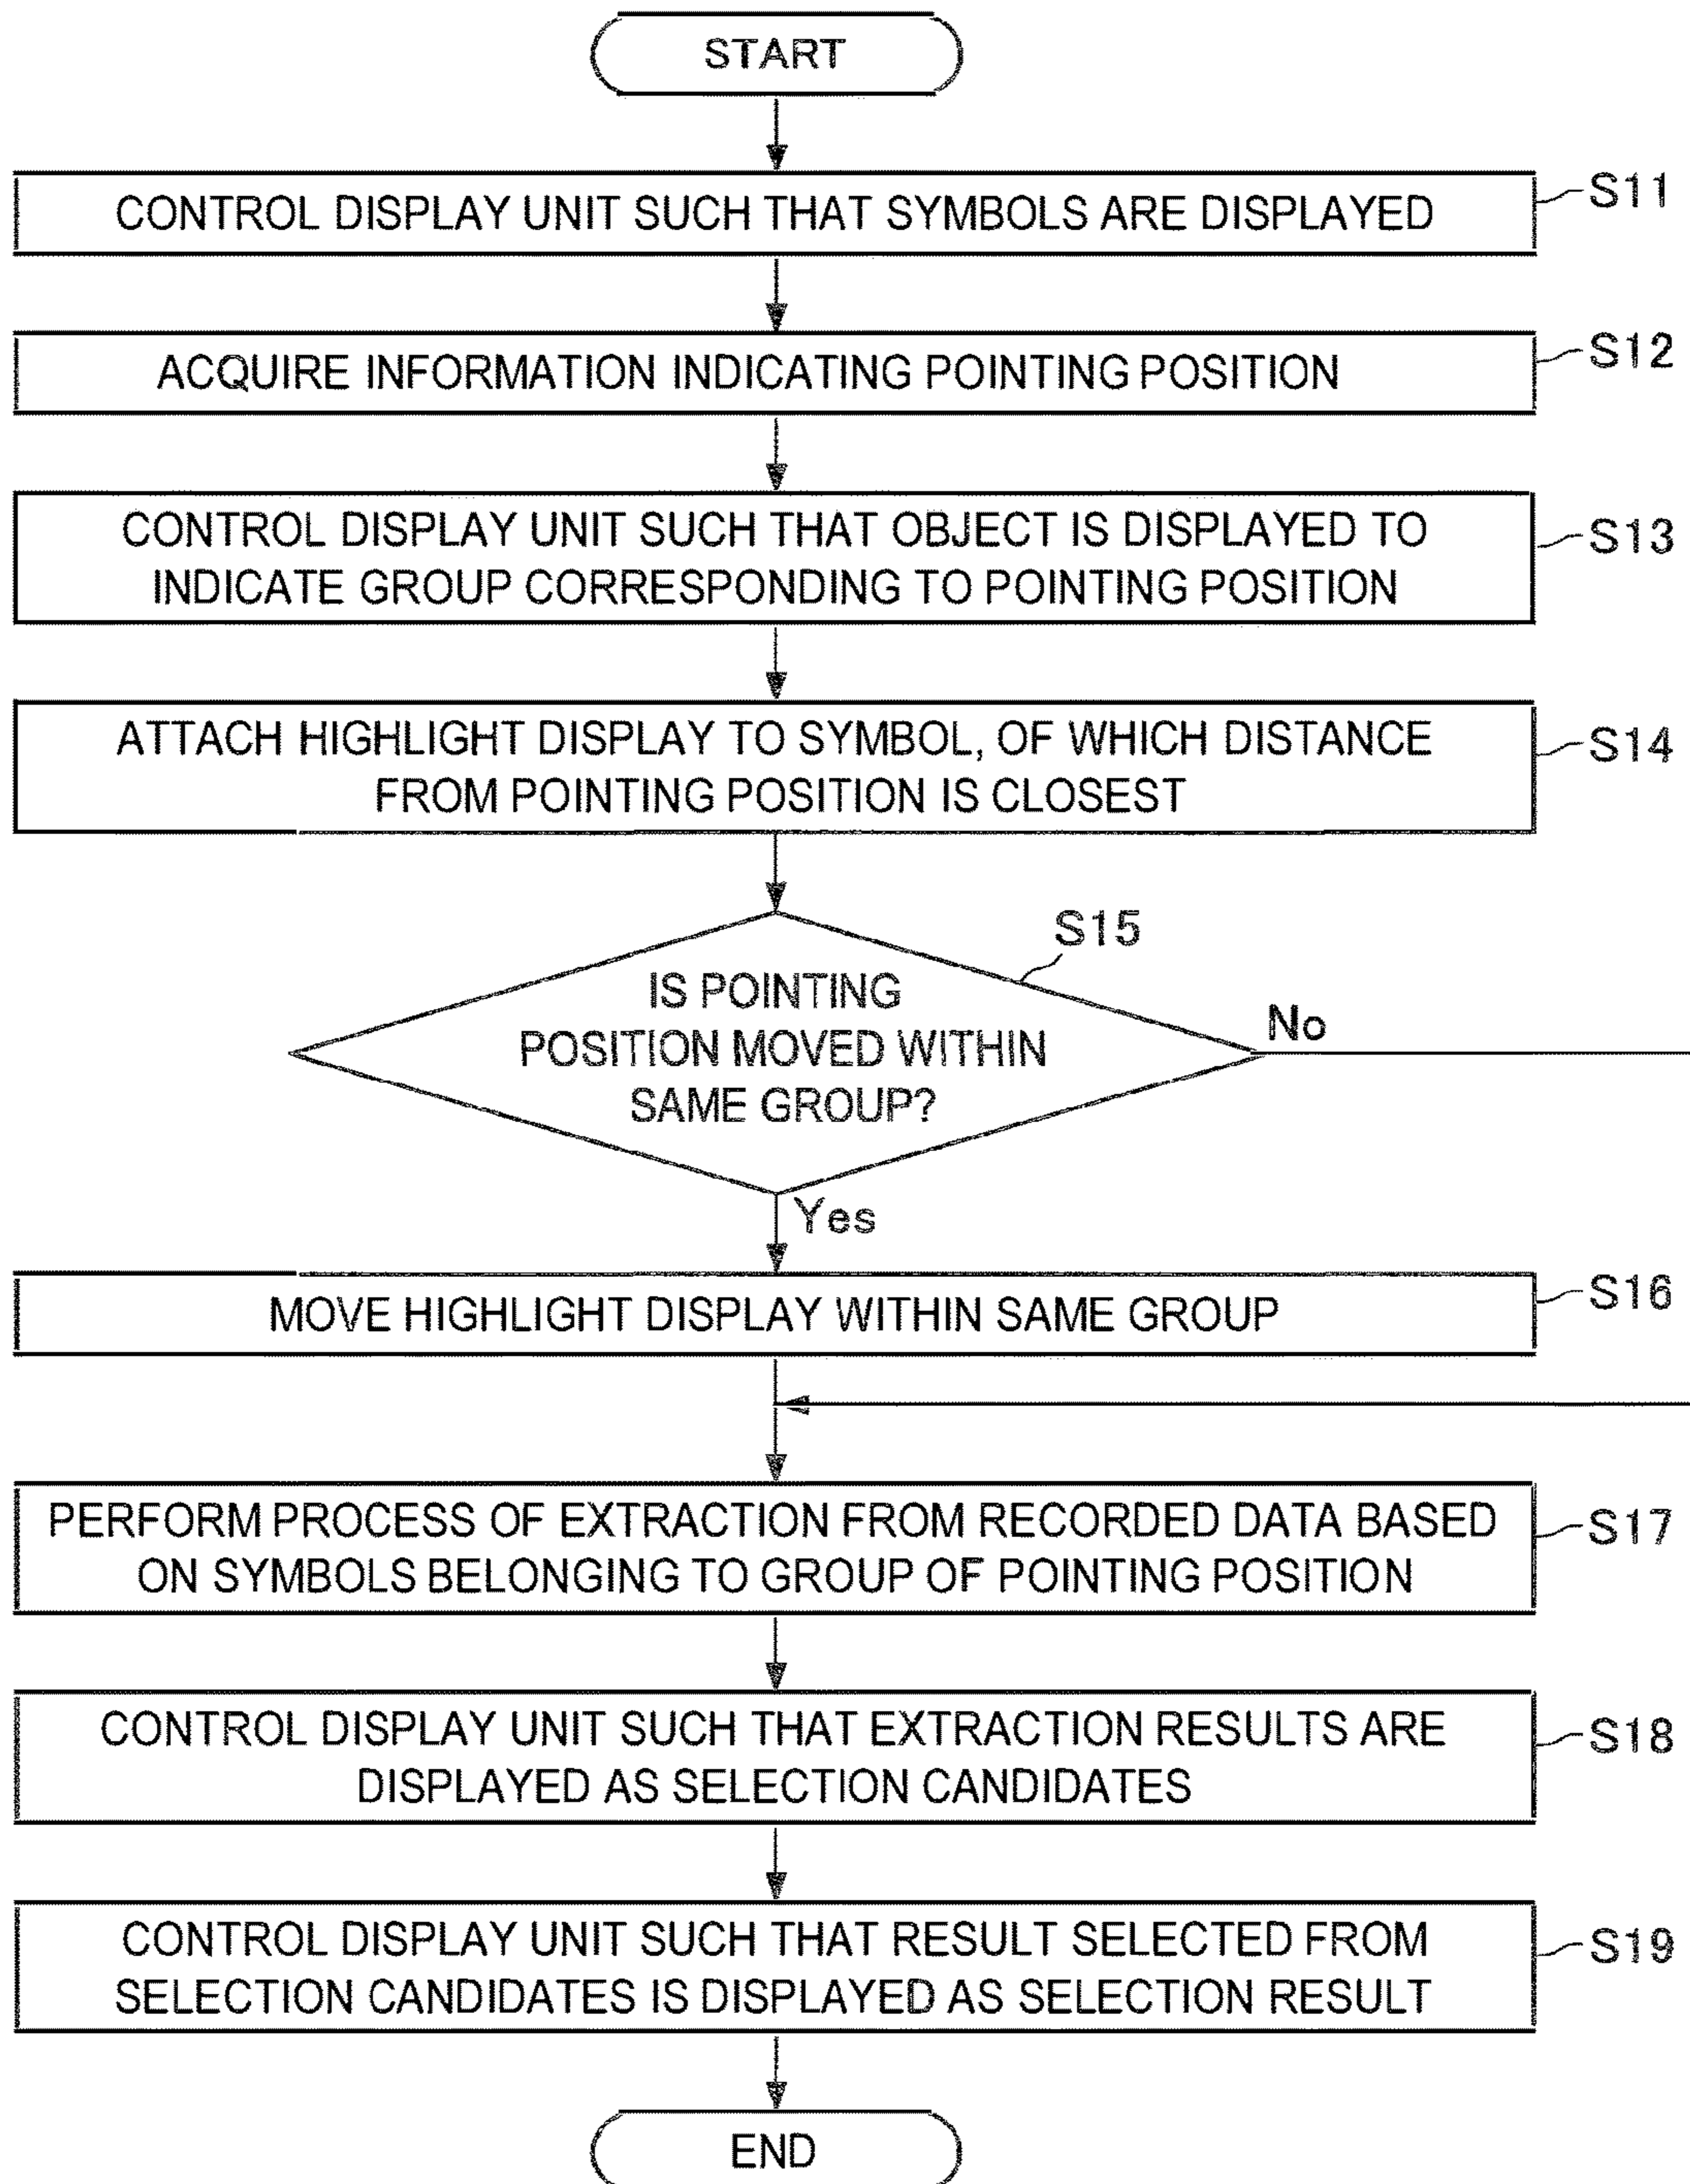 START
CONTROL DISPLAY UNIT SUCH THAT SYMBOLS ARE DISPLAYED
S11
ACQUIRE INFORMATION INDICATING POINTING POSITION
S12
CONTROL DISPLAY UNIT SUCH THAT OBJECT IS DISPLAYED TO
INDICATE GROUP CORRESPONDING TO POINTING POSITION
S13
ATTACH HIGHLIGHT DISPLAY TO SYMBOL, OF WHICH DISTANCE
FROM POINTING POSITION IS CLOSEST
S14
S15
IS POINTING
POSITION MOVED WITHIN
SAME GROUP?
No
Yes
MOVE HIGHLIGHT DISPLAY WITHIN SAME GROUP
S16
PERFORM PROCESS OF EXTRACTION FROM RECORDED DATA BASED
ON SYMBOLS BELONGING TO GROUP OF POINTING POSITION
S17
CONTROL DISPLAY UNIT SUCH THAT EXTRACTION RESULTS ARE
DISPLAYED AS SELECTION CANDIDATES
S18
CONTROL DISPLAY UNIT SUCH THAT RESULT SELECTED FROM
SELECTION CANDIDATES IS DISPLAYED AS SELECTION RESULT
S19
END